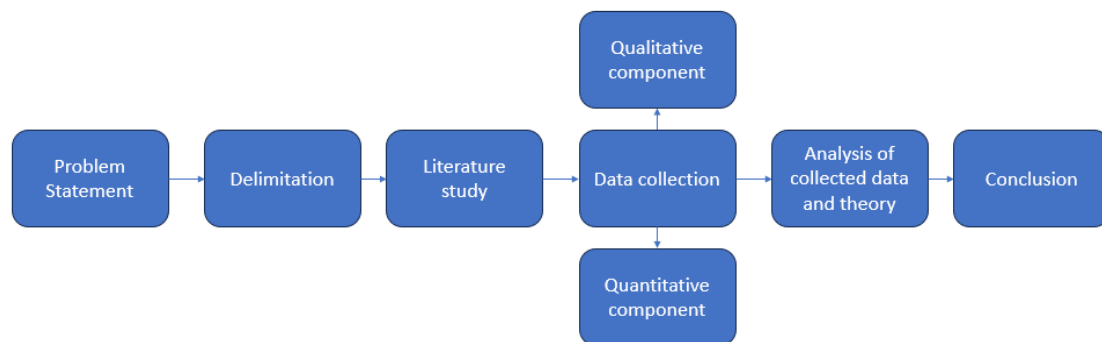 Qualitative
component
Problem
Statement
Delimitation
Literature
study
Data collection
Analysis of
collected data
and theory
Conclusion
Quantitative
component